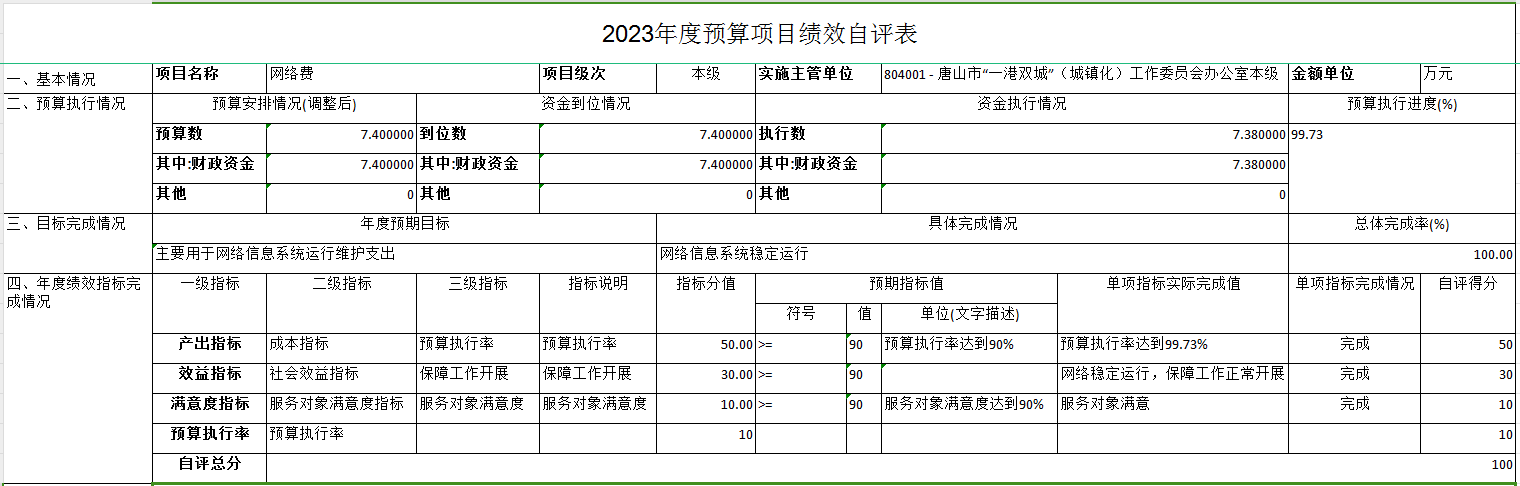 2023年度预算项目绩效自评表
一、基本情况 项目名称 网络费 项目级次 本级 实施主管单位 804001 - 唐山市“一港双城”（城镇化）工作委员会办公室本级 金额单位 万元
二、预算执行情况 预算安排情况(调整后) 资金到位情况 资金执行情况 预算执行进度(%)
预算数 7.400000 到位数 7.400000 执行数 7.380000 99.73
其中:财政资金 7.400000 其中:财政资金 7.400000 其中:财政资金 7.380000
其他 0 其他 0 其他 0
三、目标完成情况 年度预期目标 具体完成情况 总体完成率(%)
主要用于网络信息系统运行维护支出 网络信息系统稳定运行 100.00
四、年度绩效指标完成情况 一级指标 二级指标 三级指标 指标说明 指标分值 预期指标值 单项指标实际完成值 单项指标完成情况 自评得分
符号 值 单位(文字描述)
产出指标 成本指标 预算执行率 预算执行率 50.00 >= 90 预算执行率达到90% 预算执行率达到99.73% 完成 50
效益指标 社会效益指标 保障工作开展 保障工作开展 30.00 >= 90 网络稳定运行，保障工作正常开展 完成 30
满意度指标 服务对象满意度指标 服务对象满意度 服务对象满意度 10.00 >= 90 服务对象满意度达到90% 服务对象满意 完成 10
预算执行率 预算执行率 10 10
自评总分 100